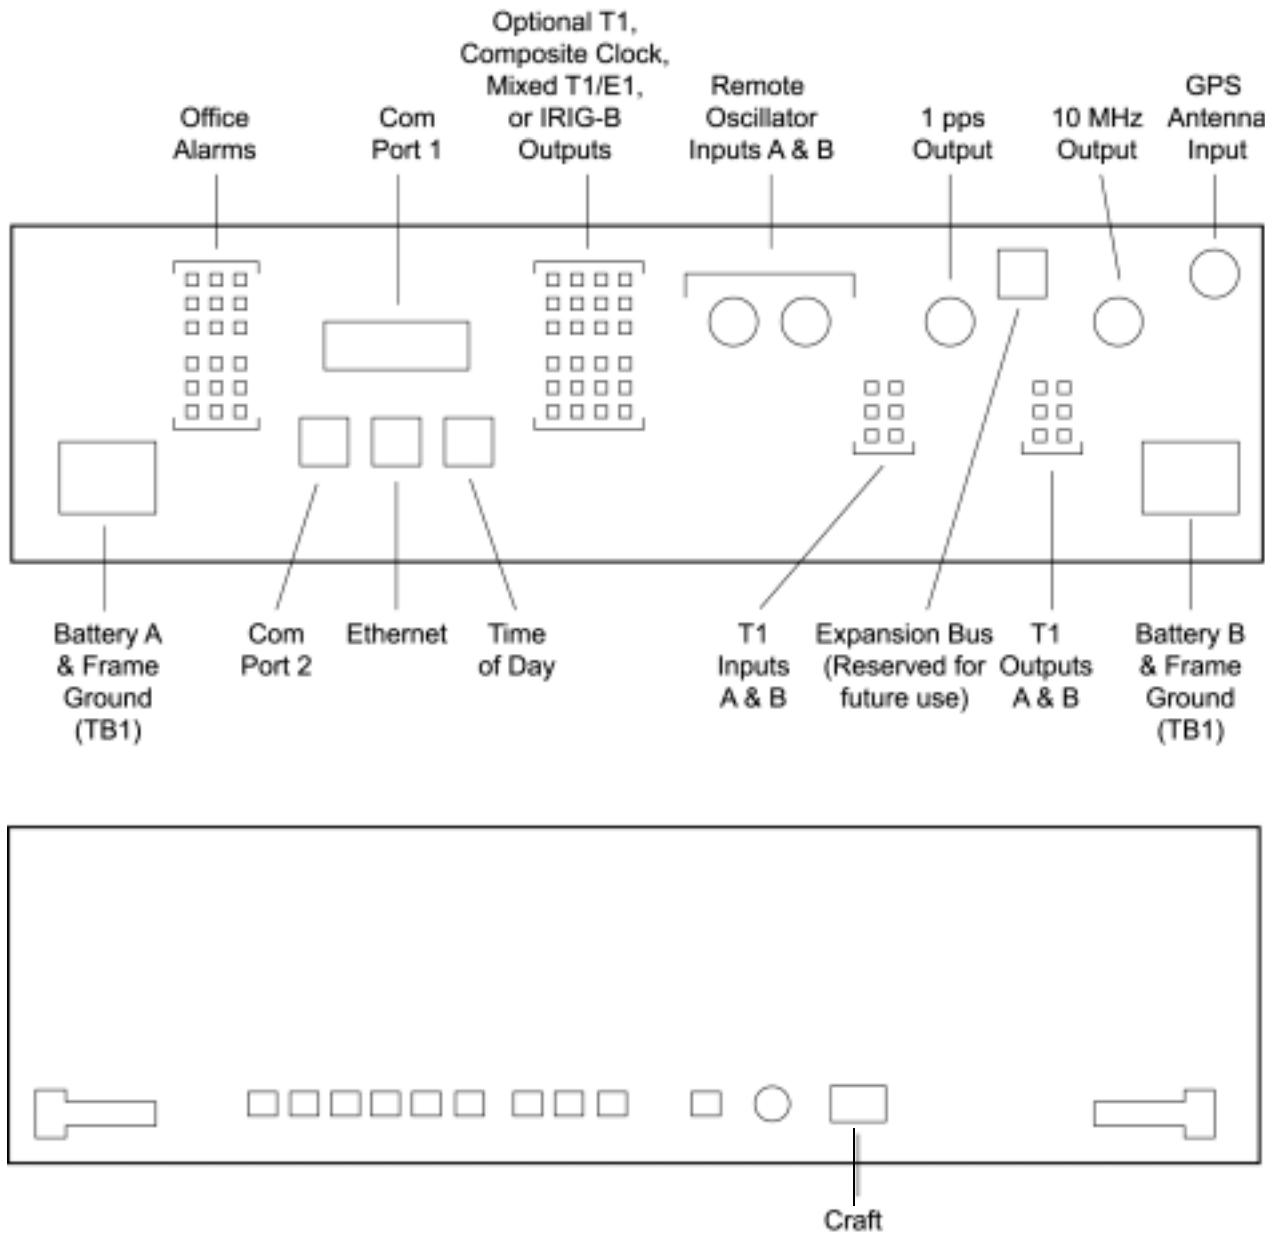 Office
Alarms
Com
Port 1
Optional T1,
Composite Clock,
Mixed T1/E1,
or IRIG-B
Outputs
Remote
Oscillator
Inputs A & B
1 pps
Output
10 MHz
Output
GPS
Antenna
Input
Battery A
& Frame
Ground
(TB1)
Com
Port 2
Ethernet
Time
of Day
T1
Inputs
A & B
Expansion Bus
(Reserved for
future use)
T1
Outputs
A & B
Battery B
& Frame
Ground
(TB1)
Craft